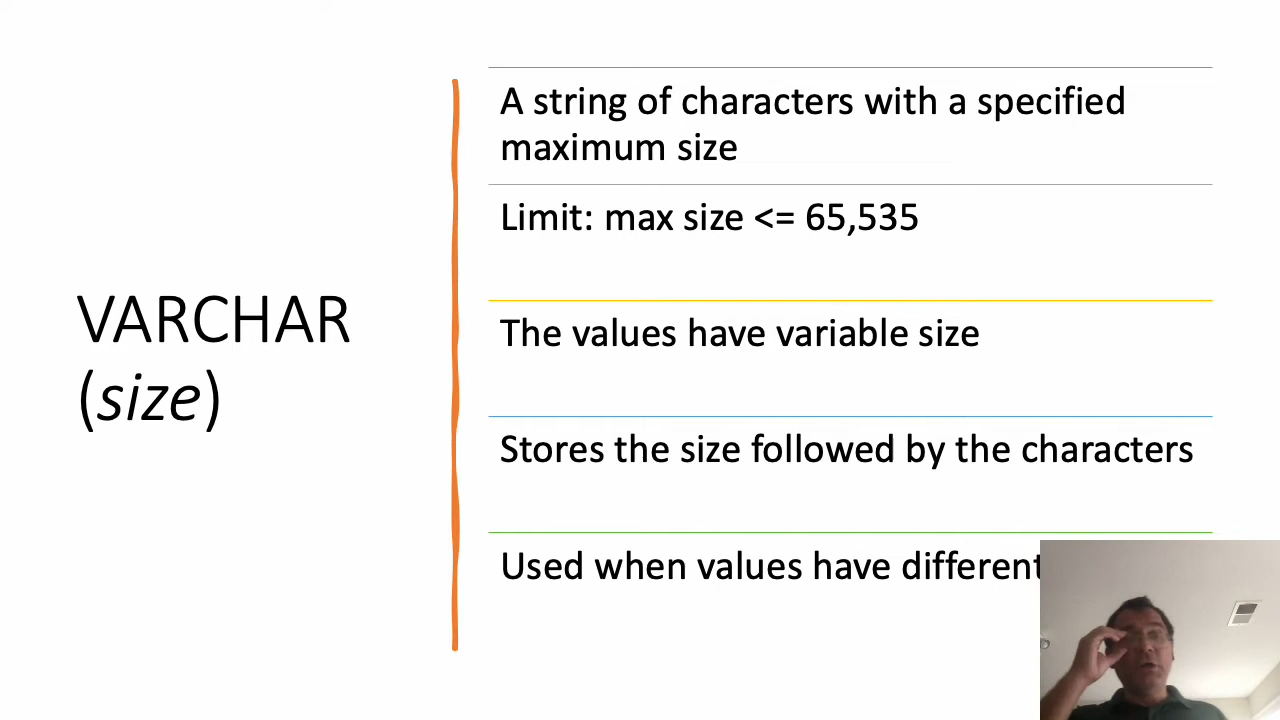 VARCHAR
(size)
A string of characters with a specified
maximum size
Limit: max size <= 65,535
The values have variable size
Stores the size followed by the characters
Used when values have different